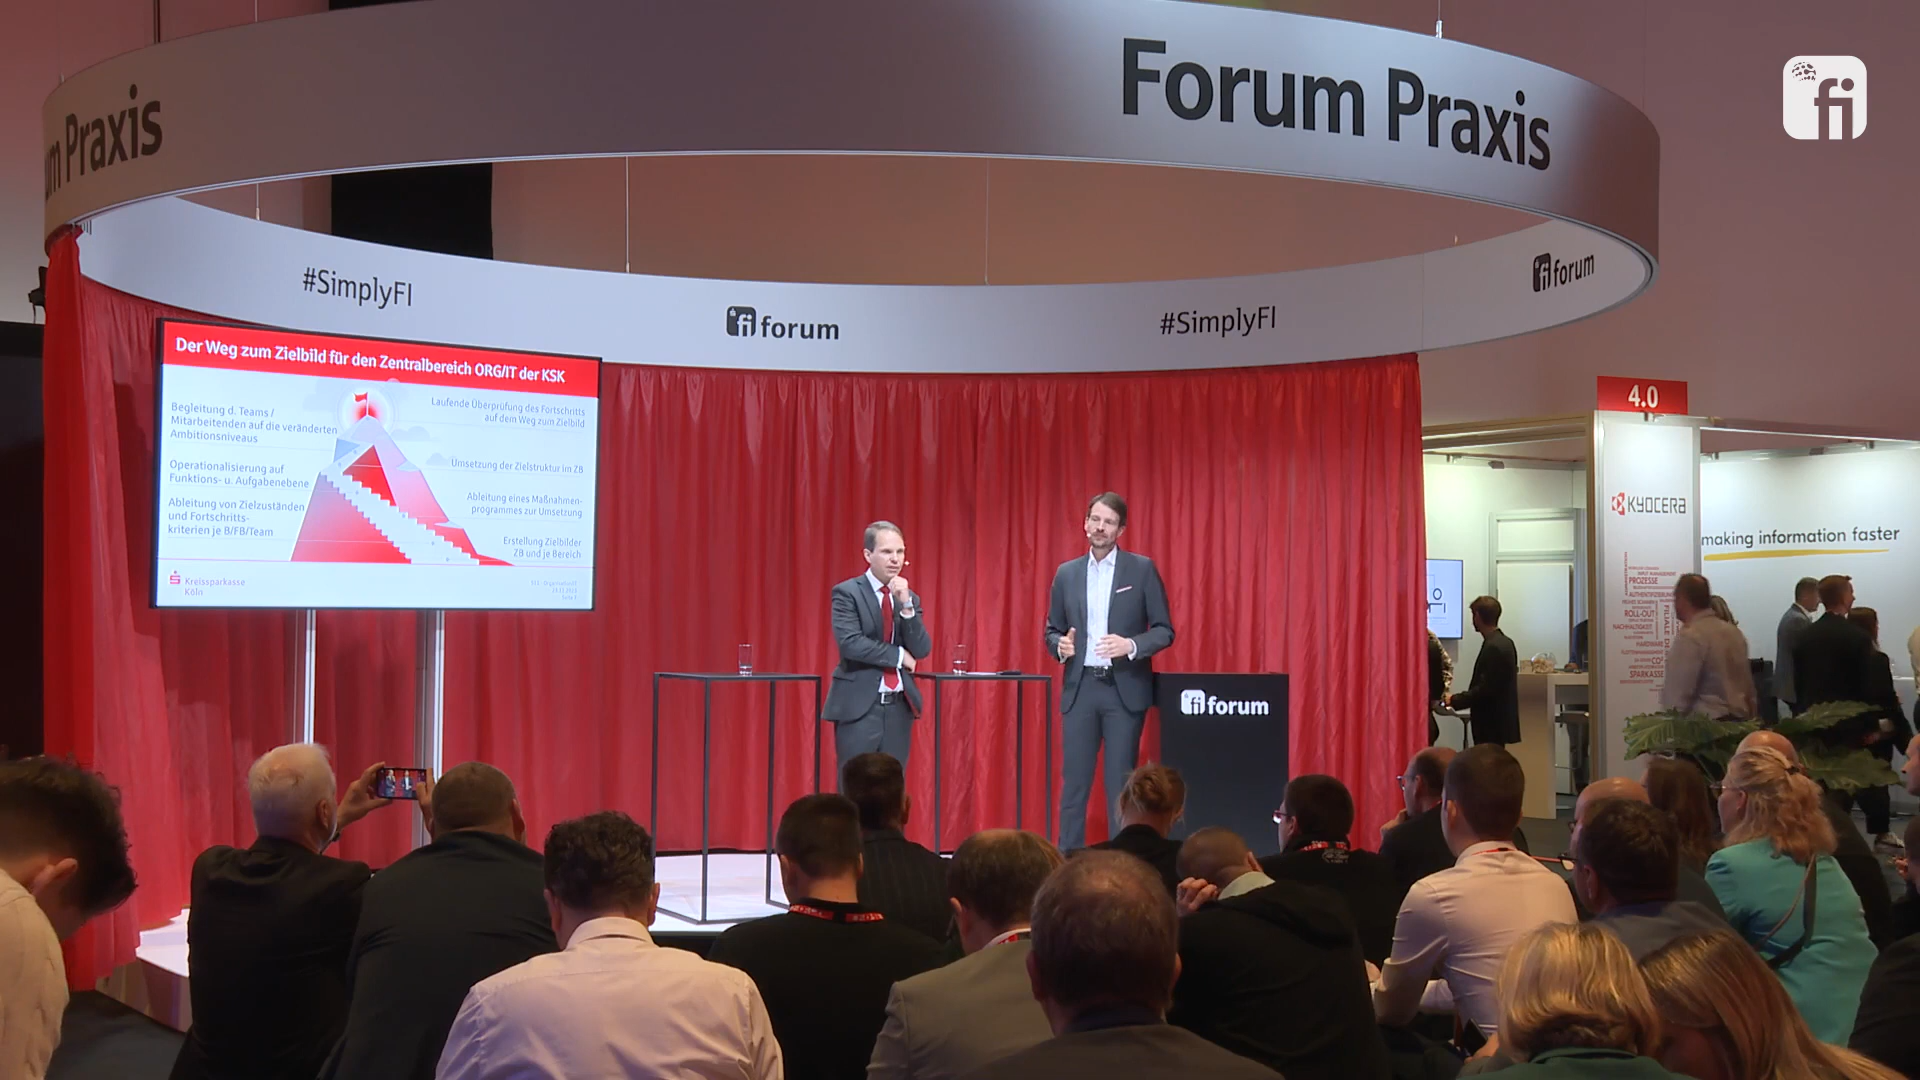 Forum Praxis
um Praxis
fi
#SimplyFI
fi forum
#SimplyFI
fi forum
Der Weg zum Zielbild für den Zentralbereich ORG/IT der KSK
Begleitung d. Teams /
Mitarbeitenden auf die veränderten
Ambitionsniveaus
Operationalisierung auf
Funktions- u. Aufgabenebene
Ableitung von Zielzuständen
und Fortschritts-
kriterien je B/FB/Team
Laufende Überprüfung des Fortschritts
auf dem Weg zum Zielbild
Umsetzung der Zielstruktur im ZB
Ableitung eines Maßnahmen-
programmes zur Umsetzung
Erstellung Zielbilder
ZB und je Bereich
Kreissparkasse
Köln
fi forum
4.0
KYOCERA
making information faster
PROZESSE
ROLL-OUT
NACHHALTIGKEIT
HARDWARE
SPARKASSE